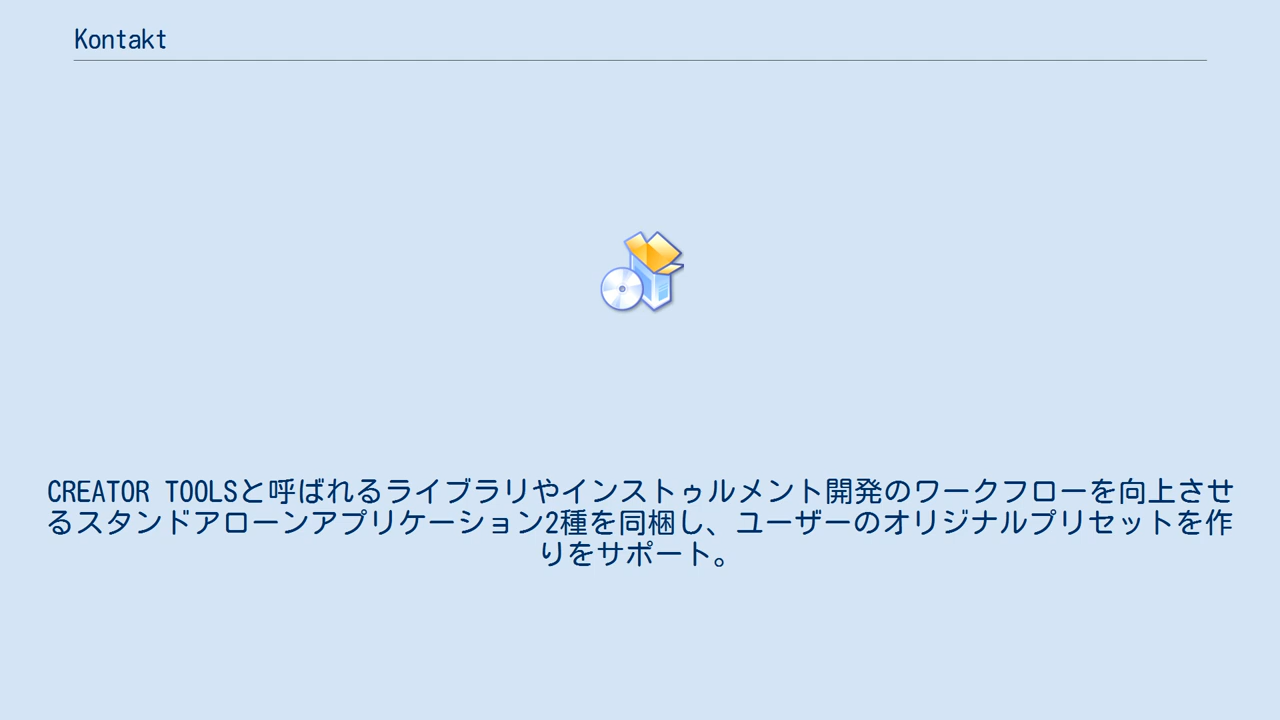 Kontakt
CREATOR TOOLSと呼ばれるライブラリやインストゥルメント開発のワークフローを向上させ
るスタンドアローンアプリケーション2種を同梱し、ユーザーのオリジナルプリセットを作
りをサポート。